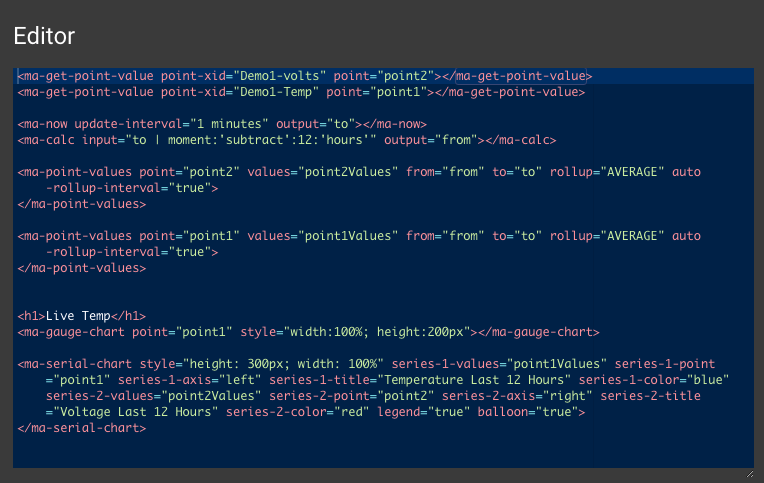 Editor
<ma-get-point-value point-xid="Demo1-volts" point="point2"></ma-get-point-value>
<ma-get-point-value point-xid="Demo1-Temp" point="point1"></ma-get-point-value>
<ma-now update-interval="1 minutes" output="to"></ma-now>
<ma-calc input="to | moment:'subtract':12:'hours'" output="from"></ma-calc>
<ma-point-values point="point2" values="point2Values" from="from" to="to" rollup="AVERAGE" auto
-rollup-interval="true">
</ma-point-values>
<ma-point-values point="point1" values="point1Values" from="from" to="to" rollup="AVERAGE" auto
-rollup-interval="true">
</ma-point-values>
<h1>Live Temp</h1>
<ma-gauge-chart point="point1" style="width:100%; height:200px"></ma-gauge-chart>
<ma-serial-chart style="height: 300px; width: 100%" series-1-values="point1Values" series-1-point
="point1" series-1-axis="left" series-1-title="Temperature Last 12 Hours" series-1-color="blue"
series-2-values="point2Values" series-2-point="point2" series-2-axis="right" series-2-title
="Voltage Last 12 Hours" series-2-color="red" legend="true" balloon="true">
</ma-serial-chart>